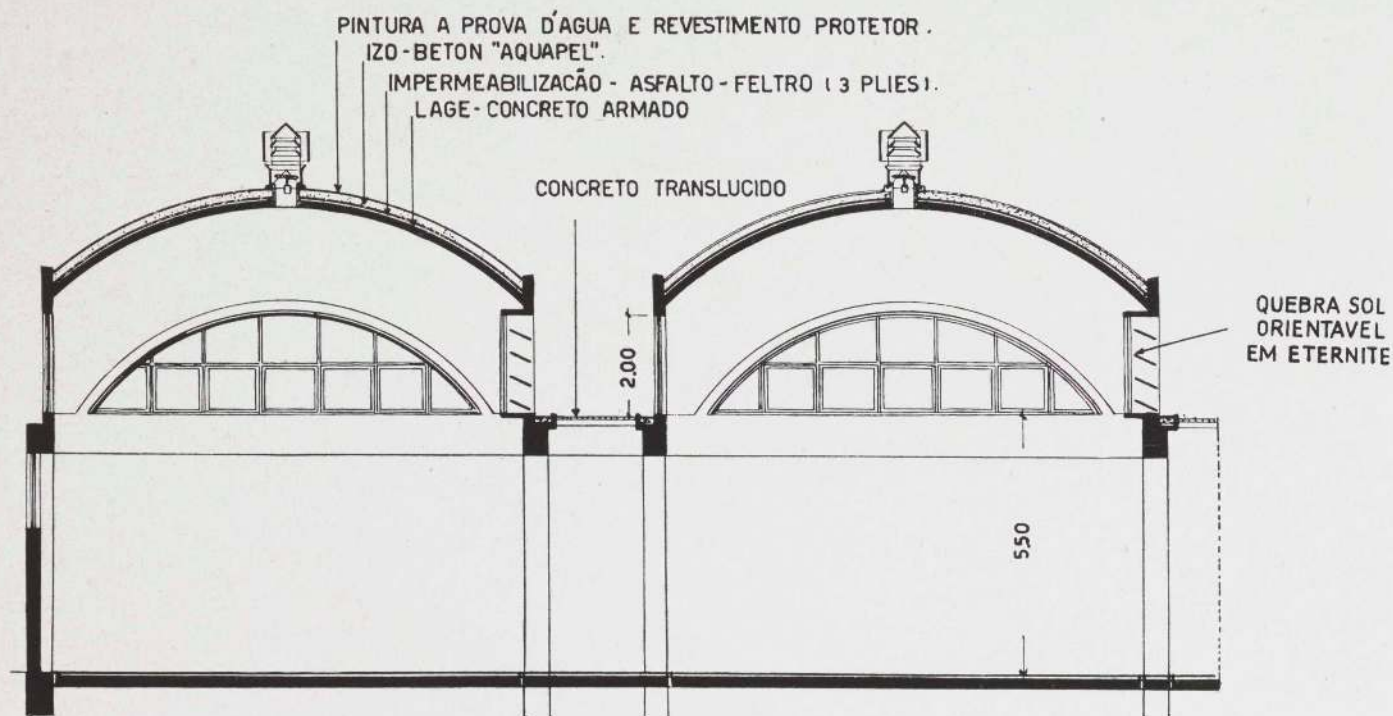 PINTURA A PROVA D'AGUA E REVESTIMENTO PROTETOR.
IZO-BETON "AQUAPEL".
IMPERMEABILIZACÃO - ASFALTO - FELTRO (3 PLIES).
LAGE - CONCRETO ARMADO
CONCRETO TRANSLUCIDO
2.00
QUEBRA SOL
ORIENTAVEL
EM ETERNITE
5.50